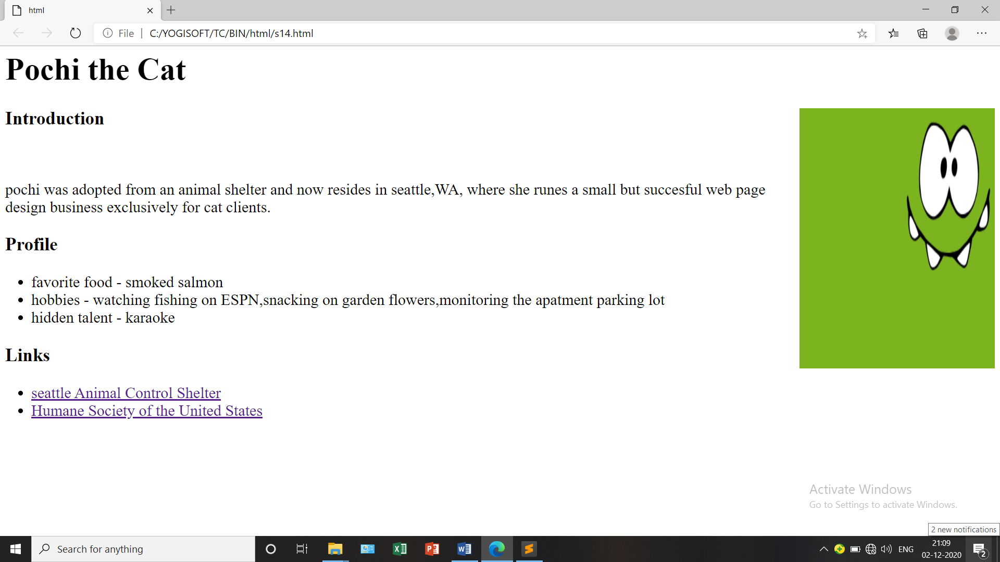 html
File | C:/YOGISOFT/TC/BIN/html/s14.html
Pochi the Cat
Introduction
pochi was adopted from an animal shelter and now resides in seattle,WA, where she runes a small but succesful web page
design business exclusively for cat clients.
Profile
• favorite food - smoked salmon
• hobbies - watching fishing on ESPN,snacking on garden flowers,monitoring the apatment parking lot
• hidden talent - karaoke
Links
• seattle Animal Control Shelter
• Humane Society of the United States
Activate Windows
Go to Settings to activate Windows.
2 new notifications
Search for anything
ENG
21:09
02-12-2020
2